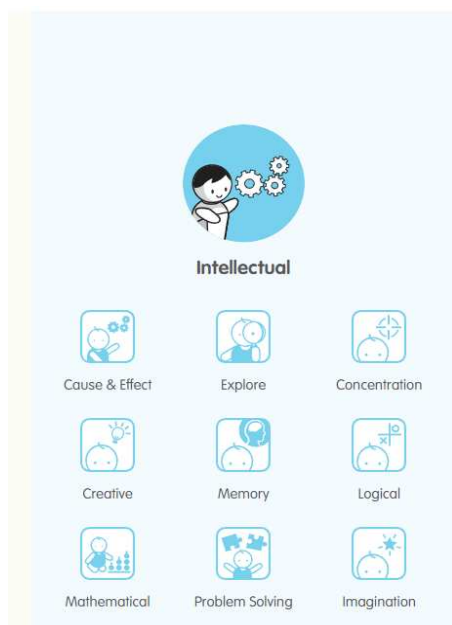 Intellectual
Cause & Effect
Explore
Concentration
Creative
Memory
Logical
Mathematical
Problem Solving
Imagination